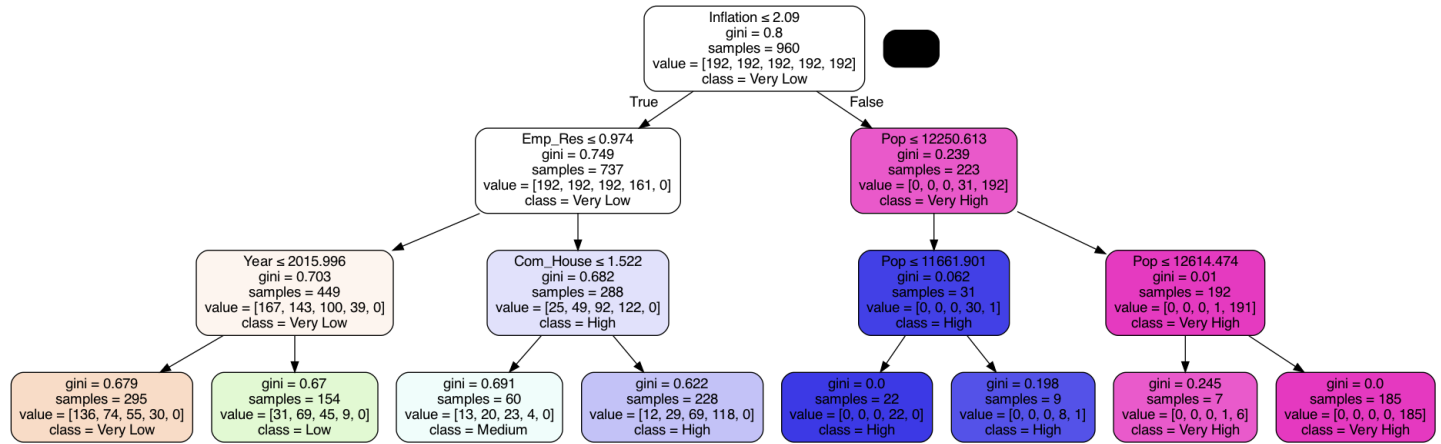 Inflation ≤ 2.09
gini = 0.8
samples = 960
value = [192, 192, 192, 192, 192]
class = Very Low
True
False
Emp_Res ≤ 0.974
gini = 0.749
samples = 737
value = [192, 192, 192, 161, 0]
class = Very Low
Pop ≤ 12250.613
gini = 0.239
samples = 223
value = [0, 0, 0, 31, 192]
class = Very High
Year ≤ 2015.996
gini = 0.703
samples = 449
value = [167, 143, 100, 39, 0]
class = Very Low
Com_House ≤ 1.522
gini = 0.682
samples = 288
value = [25, 49, 92, 122, 0]
class = High
Pop ≤ 11661.901
gini = 0.062
samples = 31
value = [0, 0, 0, 30, 1]
class = High
Pop ≤ 12614.474
gini = 0.01
samples = 192
value = [0, 0, 0, 1, 191]
class = Very High
gini = 0.679
samples = 295
value = [136, 74, 55, 30, 0]
class = Very Low
gini = 0.67
samples = 154
value = [31, 69, 45, 9, 0]
class = Low
gini = 0.691
samples = 60
value = [13, 20, 23, 4, 0]
class = Medium
gini = 0.622
samples = 228
value = [12, 29, 69, 118, 0]
class = High
gini = 0.0
samples = 22
value = [0, 0, 0, 22, 0]
class = High
gini = 0.198
samples = 9
value = [0, 0, 0, 8, 1]
class = High
gini = 0.245
samples = 7
value = [0, 0, 0, 1, 6]
class = Very High
gini = 0.0
samples = 185
value = [0, 0, 0, 0, 185]
class = Very High